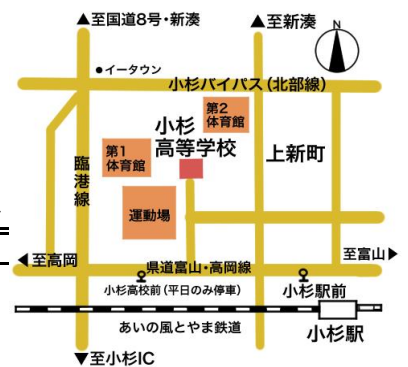 ▲至国道8号・新湊
▲至新湊
N
●イータウン
小杉バイパス（北部線）
第2
体育館
小杉
高等学校
第1
体育館
上新町
臨港線
運動場
◀至高岡
県道富山・高岡線
至富山▶
小杉高校前（平日のみ停車）
小杉駅前
あいの風とやま鉄道
小杉駅
▼至小杉IC